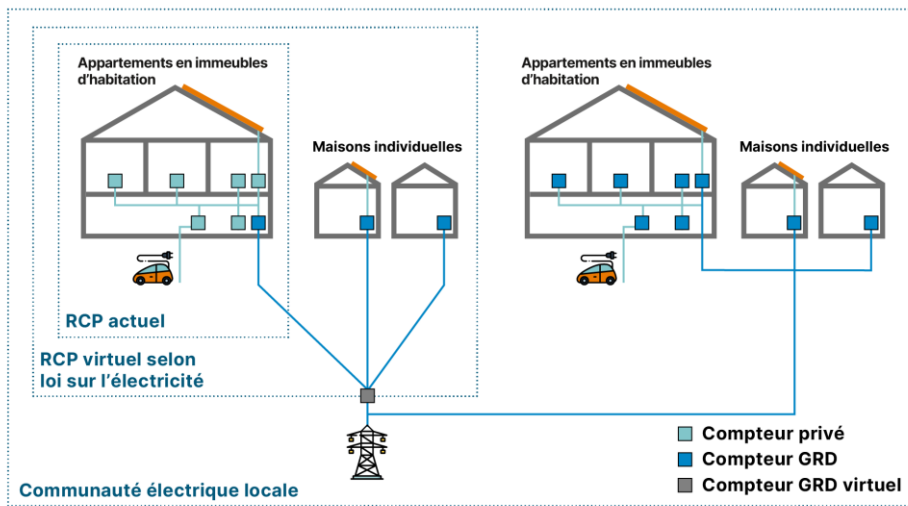 Appartements en immeubles
d’habitation
Maisons individuelles
RCP actuel
RCP virtuel selon
loi sur l’électricité
Appartements en immeubles
d’habitation
Maisons individuelles
Communauté électrique locale
Compteur privé
Compteur GRD
Compteur GRD virtuel